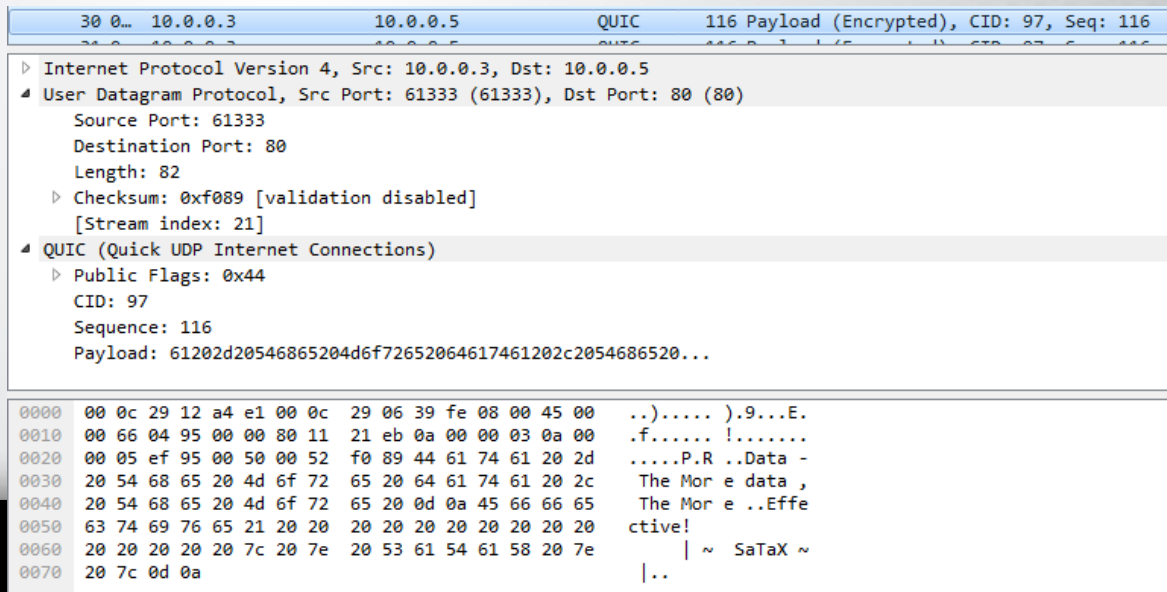 30 0… 10.0.0.3 10.0.0.5 QUIC 116 Payload (Encrypted), CID: 97, Seq: 116
Internet Protocol Version 4, Src: 10.0.0.3, Dst: 10.0.0.5
User Datagram Protocol, Src Port: 61333 (61333), Dst Port: 80 (80)
Source Port: 61333
Destination Port: 80
Length: 82
Checksum: 0xf089 [validation disabled]
[Stream index: 21]
QUIC (Quick UDP Internet Connections)
Public Flags: 0x44
CID: 97
Sequence: 116
Payload: 61202d20546865204d6f72652064617461202c2054686520...
0000 00 0c 29 12 a4 e1 00 0c 29 06 39 fe 08 00 45 00 ..)..... ).9...E.
0010 00 66 04 95 00 00 80 11 21 eb 0a 00 00 03 0a 00 .f...... !.......
0020 00 05 ef 95 00 50 00 52 f0 89 44 61 74 61 20 2d .....P.R ..Data -
0030 20 54 68 65 20 4d 6f 72 65 20 64 61 74 61 20 2c The Mor e data ,
0040 20 54 68 65 20 4d 6f 72 65 20 0d 0a 45 66 66 65 The Mor e ..Effe
0050 63 74 69 76 65 21 20 20 20 20 20 20 20 20 20 20 ctive!
0060 20 20 20 20 20 7c 20 7e 20 53 61 54 61 58 20 7e | ~ SaTaX ~
0070 20 7c 0d 0a |..